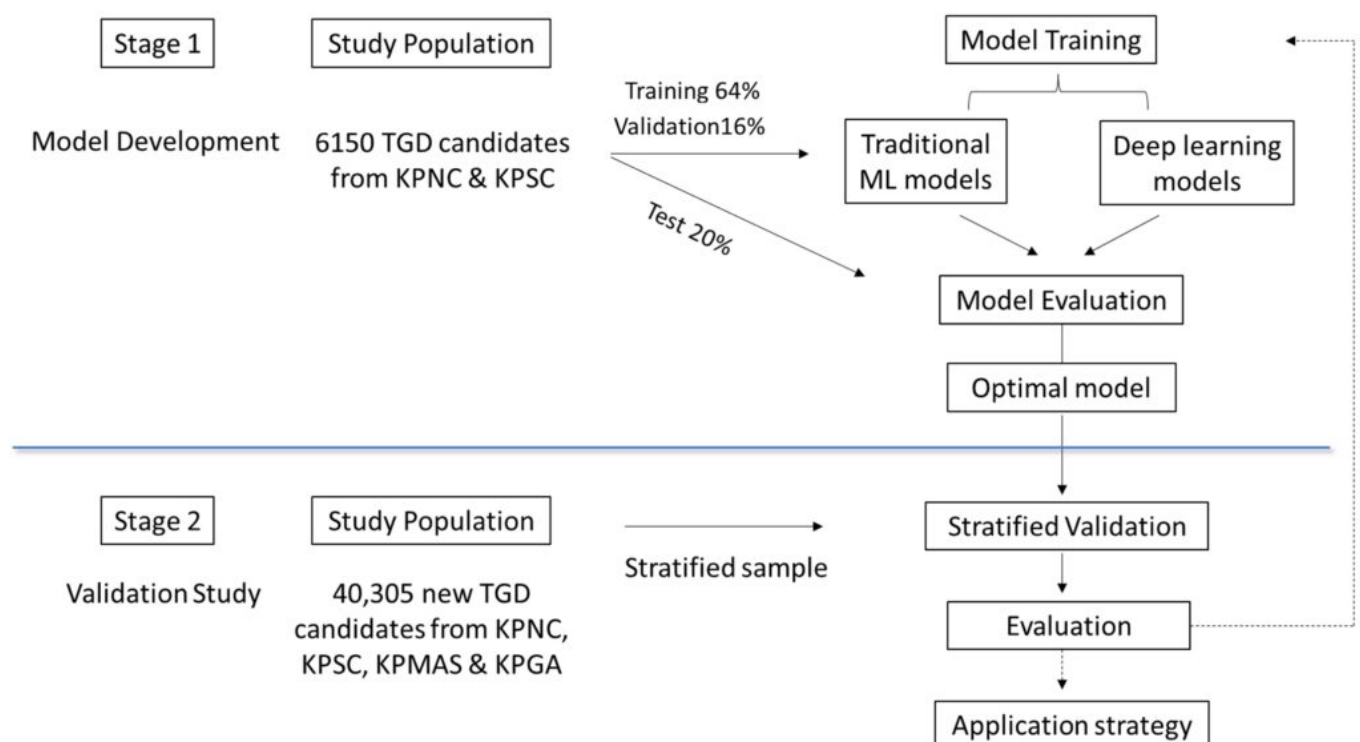 Stage 1
Study Population
Model Training
Training 64%
Validation16%
Model Development
6150 TGD candidates
from KPNC & KPSC
Traditional
ML models
Deep learning
models
Test 20%
Model Evaluation
Optimal model
Stage 2
Study Population
Stratified Validation
Stratified sample
Validation Study
40,305 new TGD
candidates from KPNC,
KPSC, KPMAS & KPGA
Evaluation
Application strategy